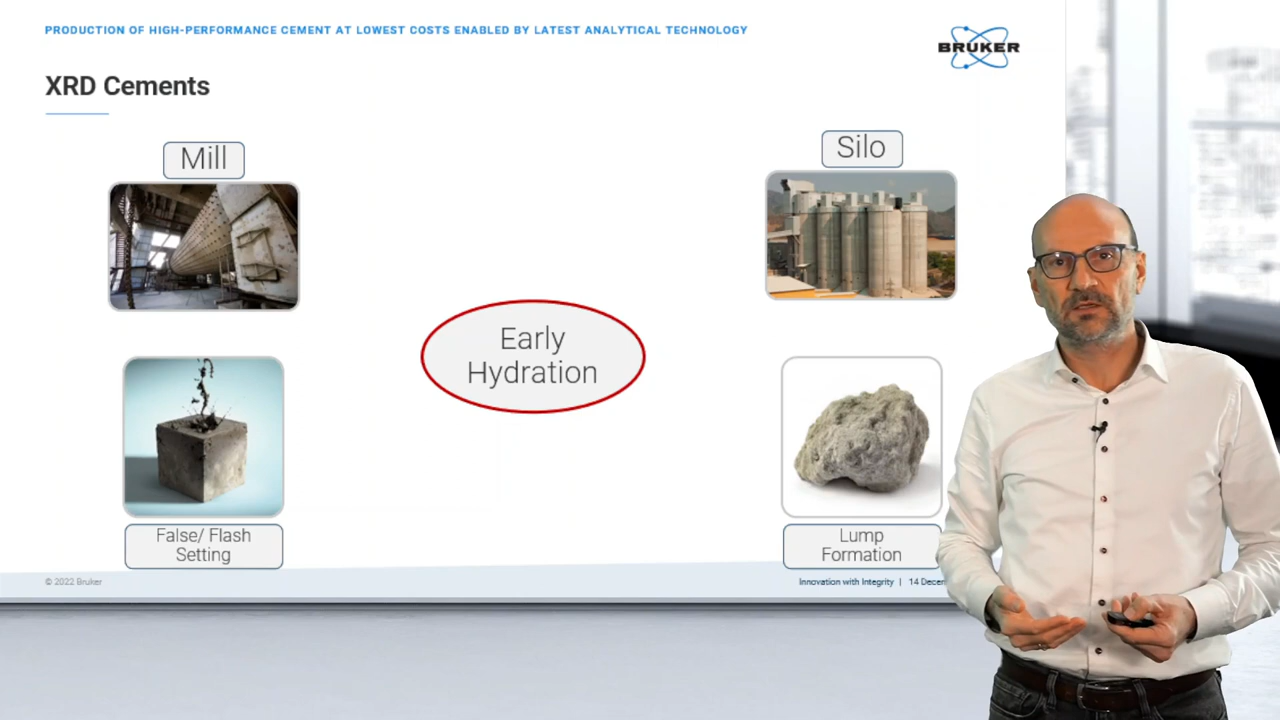 PRODUCTION OF HIGH-PERFORMANCE CEMENT AT LOWEST COSTS ENABLED BY LATEST ANALYTICAL TECHNOLOGY
BRUKER
XRD Cements
Mill
Silo
Early
Hydration
False/ Flash
Setting
Lump
Formation
© 2022 Bruker
Innovation with Integrity | 14